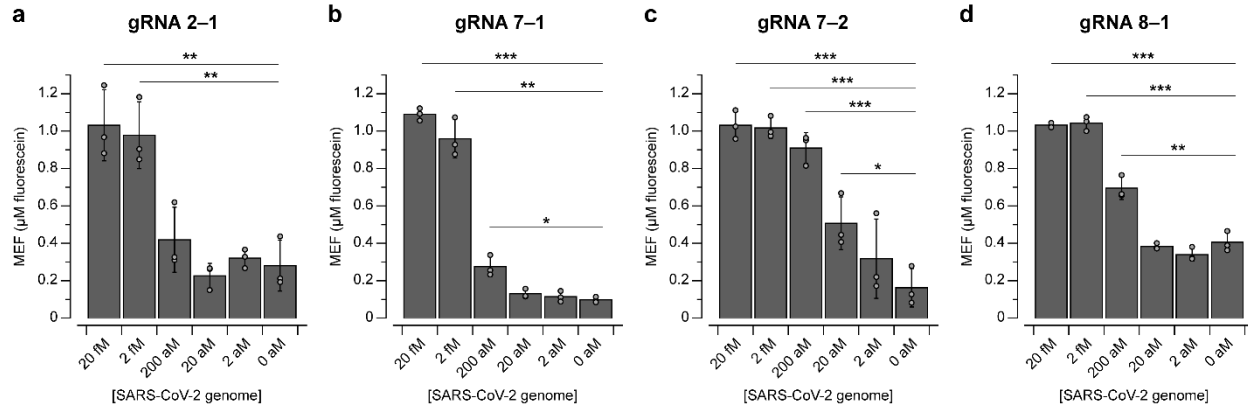 a
gRNA 2–1
**
**
1.2
1.0
0.8
0.6
0.4
0.2
0
MEF (μM fluorescein)
20 fM
2 fM
200 aM
20 aM
2 aM
0 aM
[SARS-CoV-2 genome]
b
gRNA 7–1
***
**
*
1.2
1.0
0.8
0.6
0.4
0.2
0
MEF (μM fluorescein)
20 fM
2 fM
200 aM
20 aM
2 aM
0 aM
[SARS-CoV-2 genome]
c
gRNA 7–2
***
***
***
*
1.2
1.0
0.8
0.6
0.4
0.2
0
MEF (μM fluorescein)
20 fM
2 fM
200 aM
20 aM
2 aM
0 aM
[SARS-CoV-2 genome]
d
gRNA 8–1
***
***
**
1.2
1.0
0.8
0.6
0.4
0.2
0
MEF (μM fluorescein)
20 fM
2 fM
200 aM
20 aM
2 aM
0 aM
[SARS-CoV-2 genome]